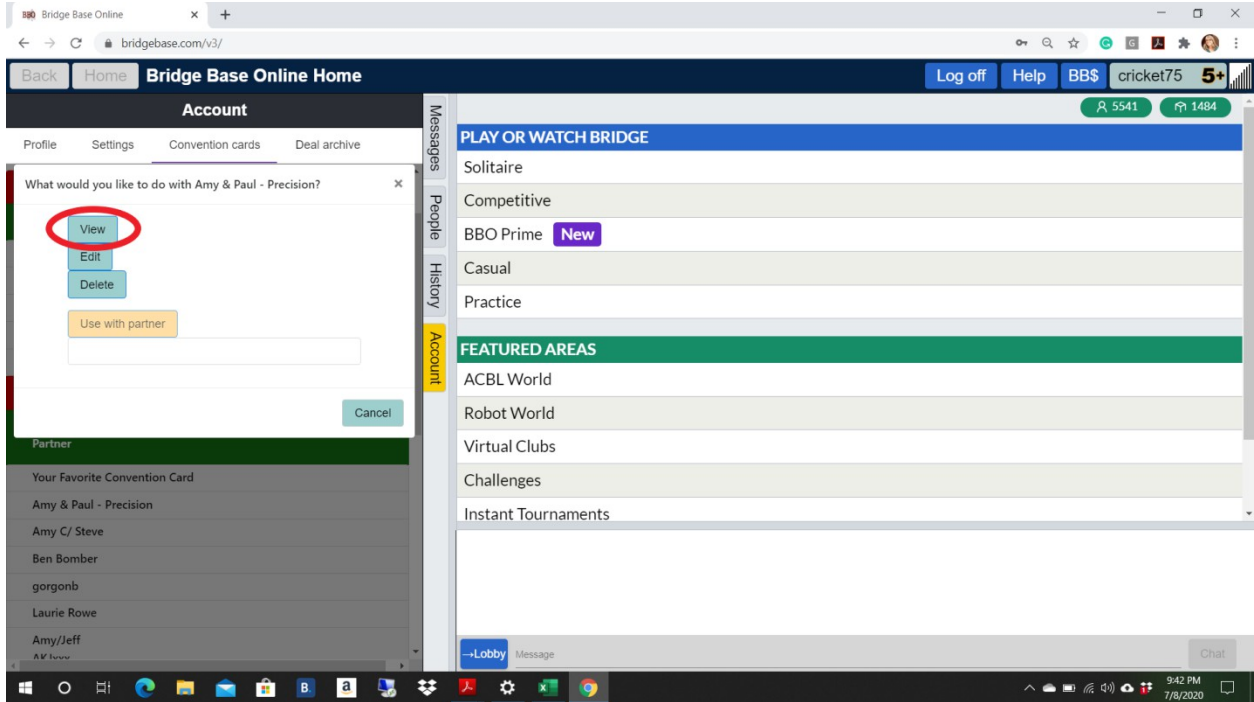 BBO Bridge Base Online
bridgebase.com/v3/
Back Home Bridge Base Online Home Log off Help BB$ cricket75 5+
Account
Profile Settings Convention cards Deal archive
What would you like to do with Amy & Paul - Precision? ×
View
Edit
Delete
Use with partner
Cancel
Partner
Your Favorite Convention Card
Amy & Paul - Precision
Amy C/ Steve
Ben Bomber
gorgonb
Laurie Rowe
Amy/Jeff
Messages
People
History
Account
5541 1484
PLAY OR WATCH BRIDGE
Solitaire
Competitive
BBO Prime New
Casual
Practice
FEATURED AREAS
ACBL World
Robot World
Virtual Clubs
Challenges
Instant Tournaments
→Lobby Message Chat
B. a
9:42 PM
7/8/2020